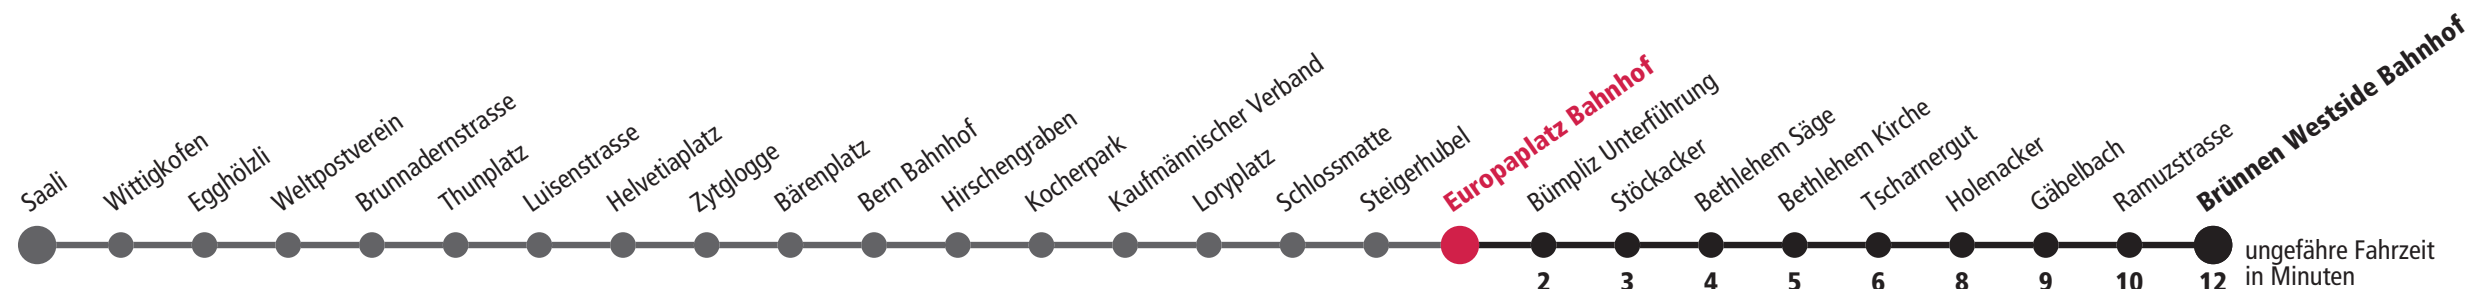 Saali
Wittigkofen
Egghölzli
Weltpostverein
Brunnadernstrasse
Thunplatz
Luisenstrasse
Helvetiaplatz
Zytglogge
Bärenplatz
Bern Bahnhof
Hirschengraben
Kocherpark
Kaufmännischer Verband
Loryplatz
Schlossmatte
Steigerhubel
Europaplatz Bahnhof
Bümpliz Unterführung
Stöckacker
Bethlehem Säge
Bethlehem Kirche
Tscharnergut
Holenacker
Gäbelbach
Ramuzstrasse
Brünnen Westside Bahnhof
2 3 4 5 6 8 9 10 12
ungefähre Fahrzeit
in Minuten